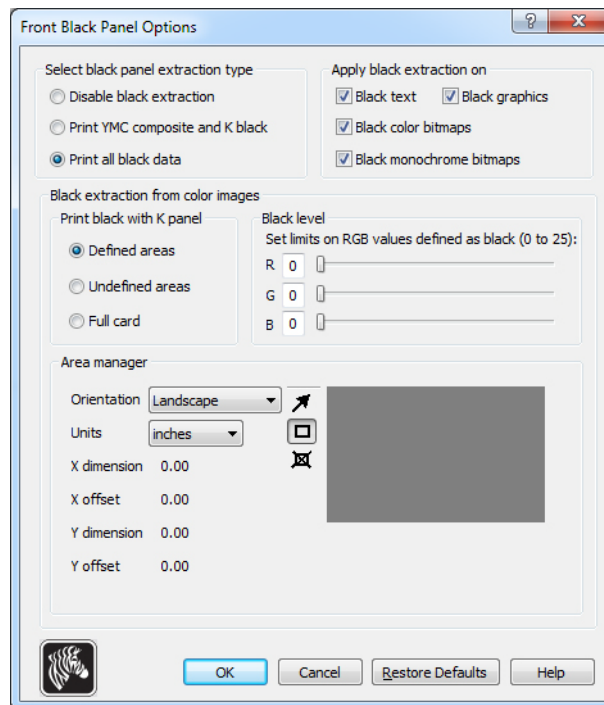 Front Black Panel Options
?
Select black panel extraction type
Disable black extraction
Print YMC composite and K black
Print all black data
Apply black extraction on
Black text Black graphics
Black color bitmaps
Black monochrome bitmaps
Black extraction from color images
Print black with K panel
Defined areas
Undefined areas
Full card
Black level
Set limits on RGB values defined as black (0 to 25):
R 0
G 0
B 0
Area manager
Orientation Landscape
Units inches
X dimension 0.00
X offset 0.00
Y dimension 0.00
Y offset 0.00
OK Cancel Restore Defaults Help